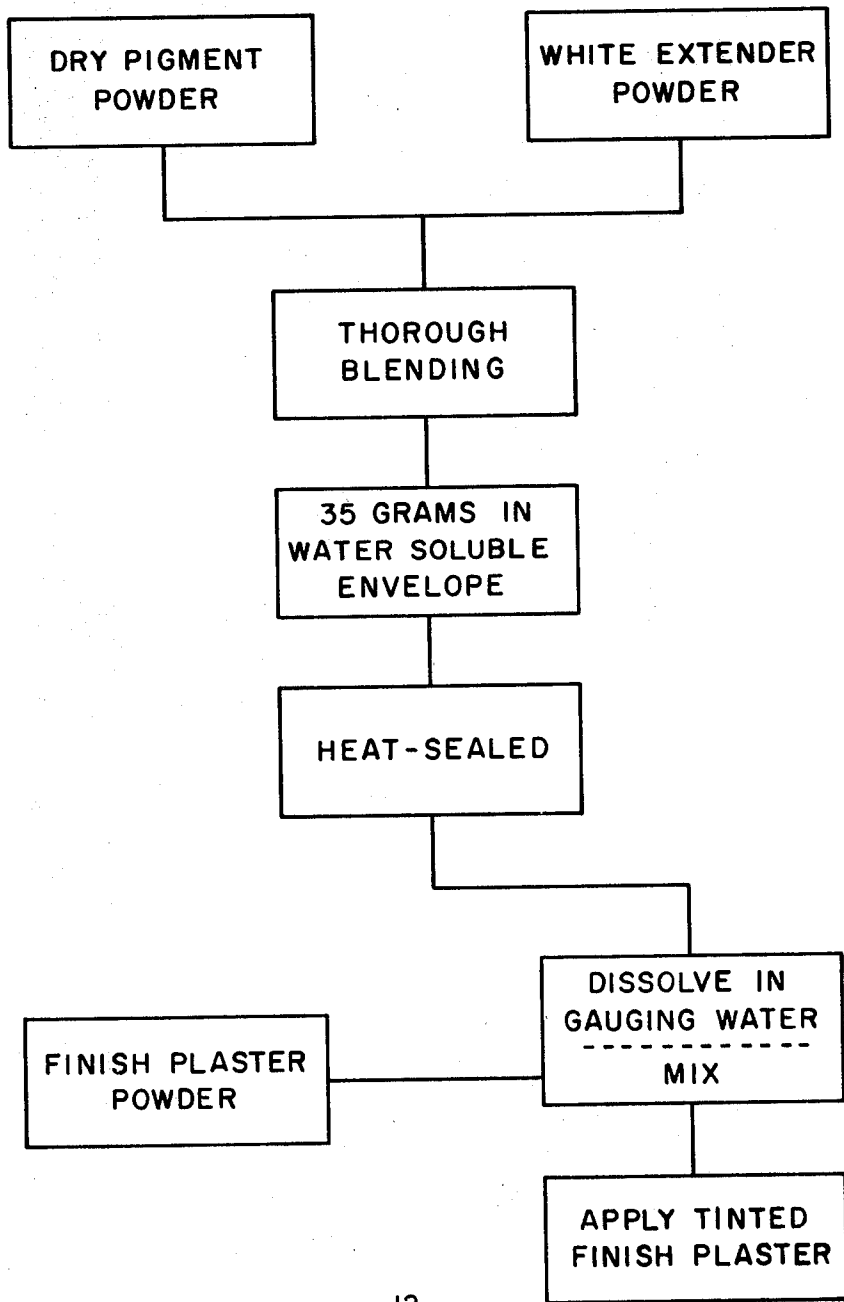 DRY PIGMENT
POWDER
WHITE EXTENDER
POWDER
THOROUGH
BLENDING
35 GRAMS IN
WATER SOLUBLE
ENVELOPE
HEAT-SEALED
DISSOLVE IN
GAUGING WATER
MIX
FINISH PLASTER
POWDER
APPLY TINTED
FINISH PLASTER